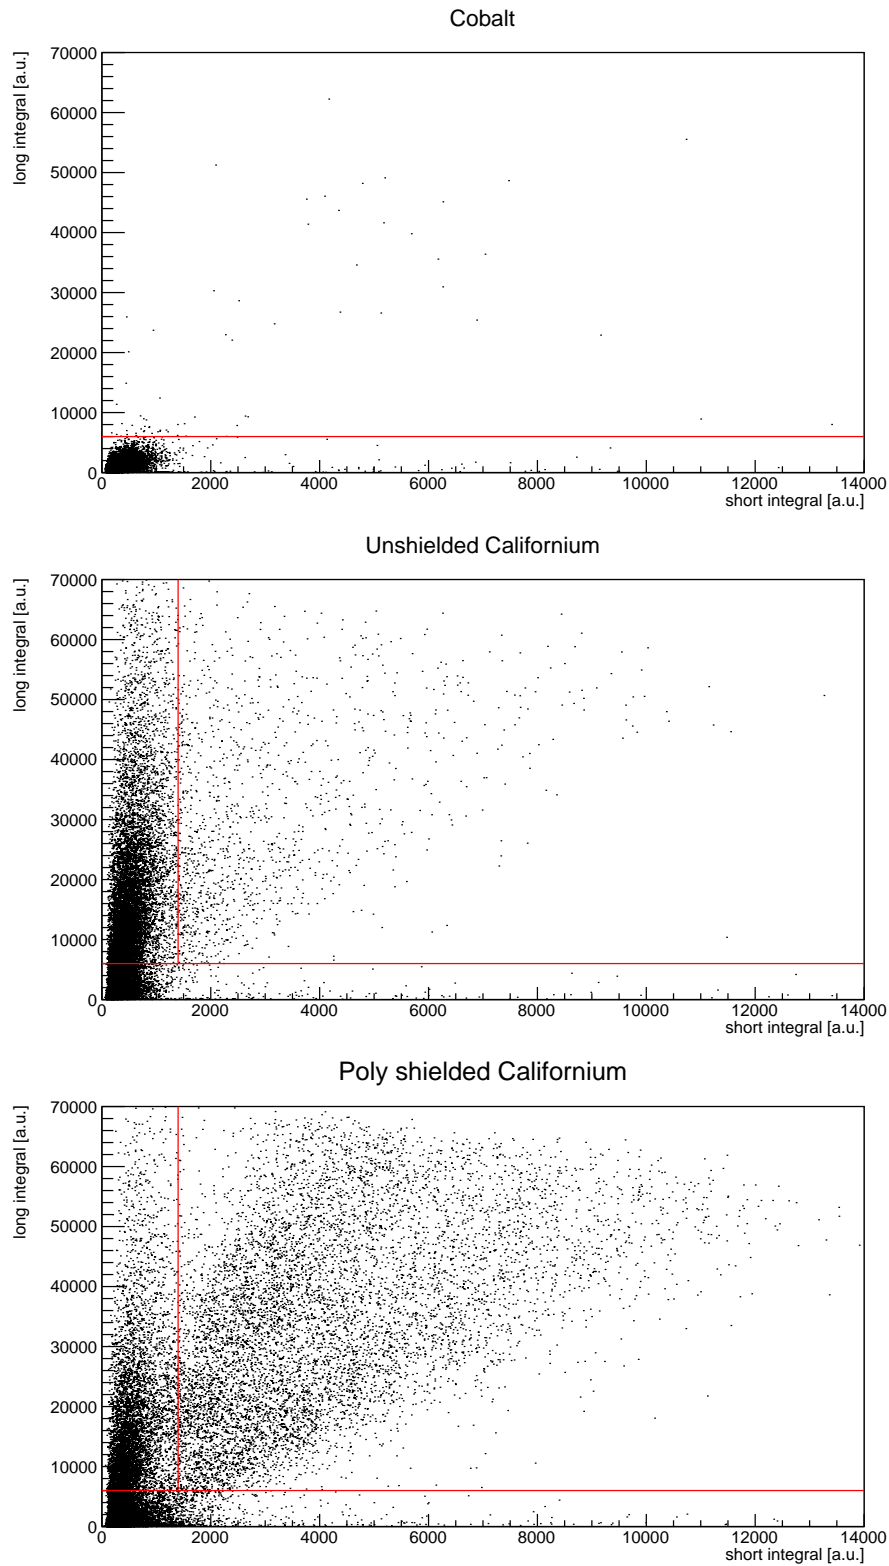 Cobalt
long integral [a.u.]
70000
60000
50000
40000
30000
20000
10000
0
0 2000 4000 6000 8000 10000 12000 14000
short integral [a.u.]
Unshielded Californium
long integral [a.u.]
70000
60000
50000
40000
30000
20000
10000
0
0 2000 4000 6000 8000 10000 12000 14000
short integral [a.u.]
Poly shielded Californium
long integral [a.u.]
70000
60000
50000
40000
30000
20000
10000
0
0 2000 4000 6000 8000 10000 12000 14000
short integral [a.u.]